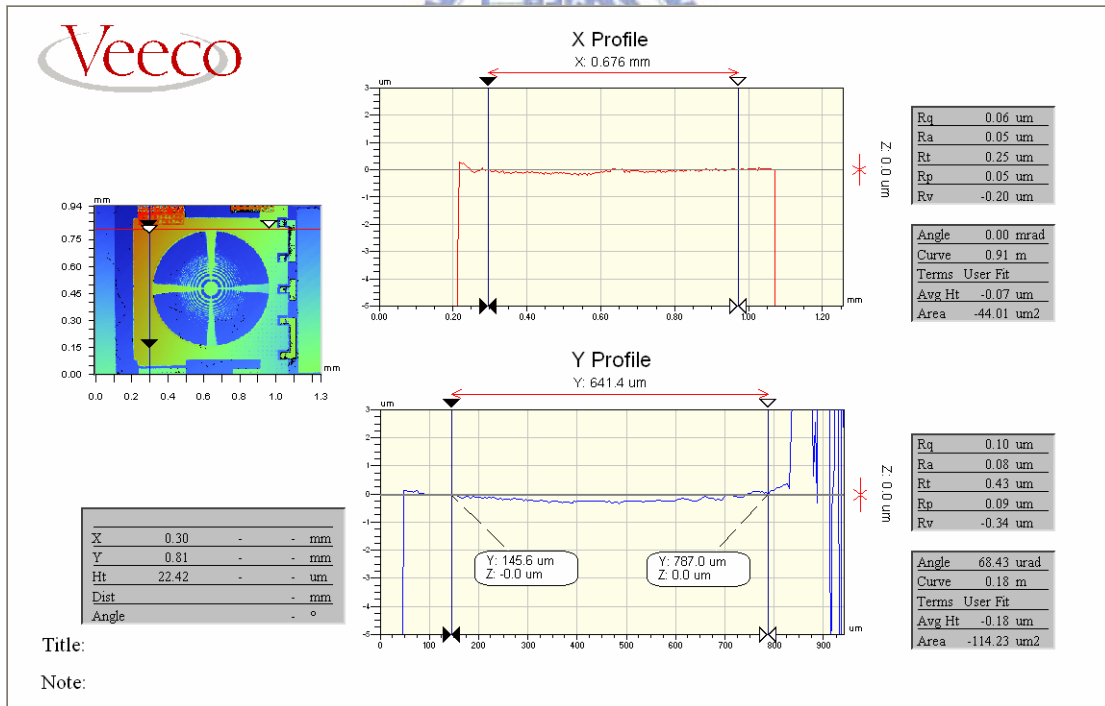 Veeco
X Profile
X: 0.676 mm
um
3
2
1
0
-1
-2
-3
-4
-5
0.00 0.20 0.40 0.60 0.80 1.00 1.20
mm
Z: 0.0 um
Rq 0.06 um
Ra 0.05 um
Rt 0.25 um
Rp 0.05 um
Rv -0.20 um
Angle 0.00 mrad
Curve 0.91 m
Terms User Fit
Avg Ht -0.07 um
Area -44.01 um2
mm
0.94
0.75
0.60
0.45
0.30
0.15
0.00
mm
0.0 0.2 0.4 0.6 0.8 1.0 1.3
Y Profile
Y: 641.4 um
um
3
2
1
0
-1
-2
-3
-4
-5
Y: 145.6 um
Z: -0.0 um
Y: 787.0 um
Z: 0.0 um
um
0 100 200 300 400 500 600 700 800 900
Z: 0.0 um
Rq 0.10 um
Ra 0.08 um
Rt 0.43 um
Rp 0.09 um
Rv -0.34 um
Angle 68.43 urad
Curve 0.18 m
Terms User Fit
Avg Ht -0.18 um
Area -114.23 um2
X 0.30 - - mm
Y 0.81 - - mm
Ht 22.42 - - um
Dist - mm
Angle - °
Title:
Note: